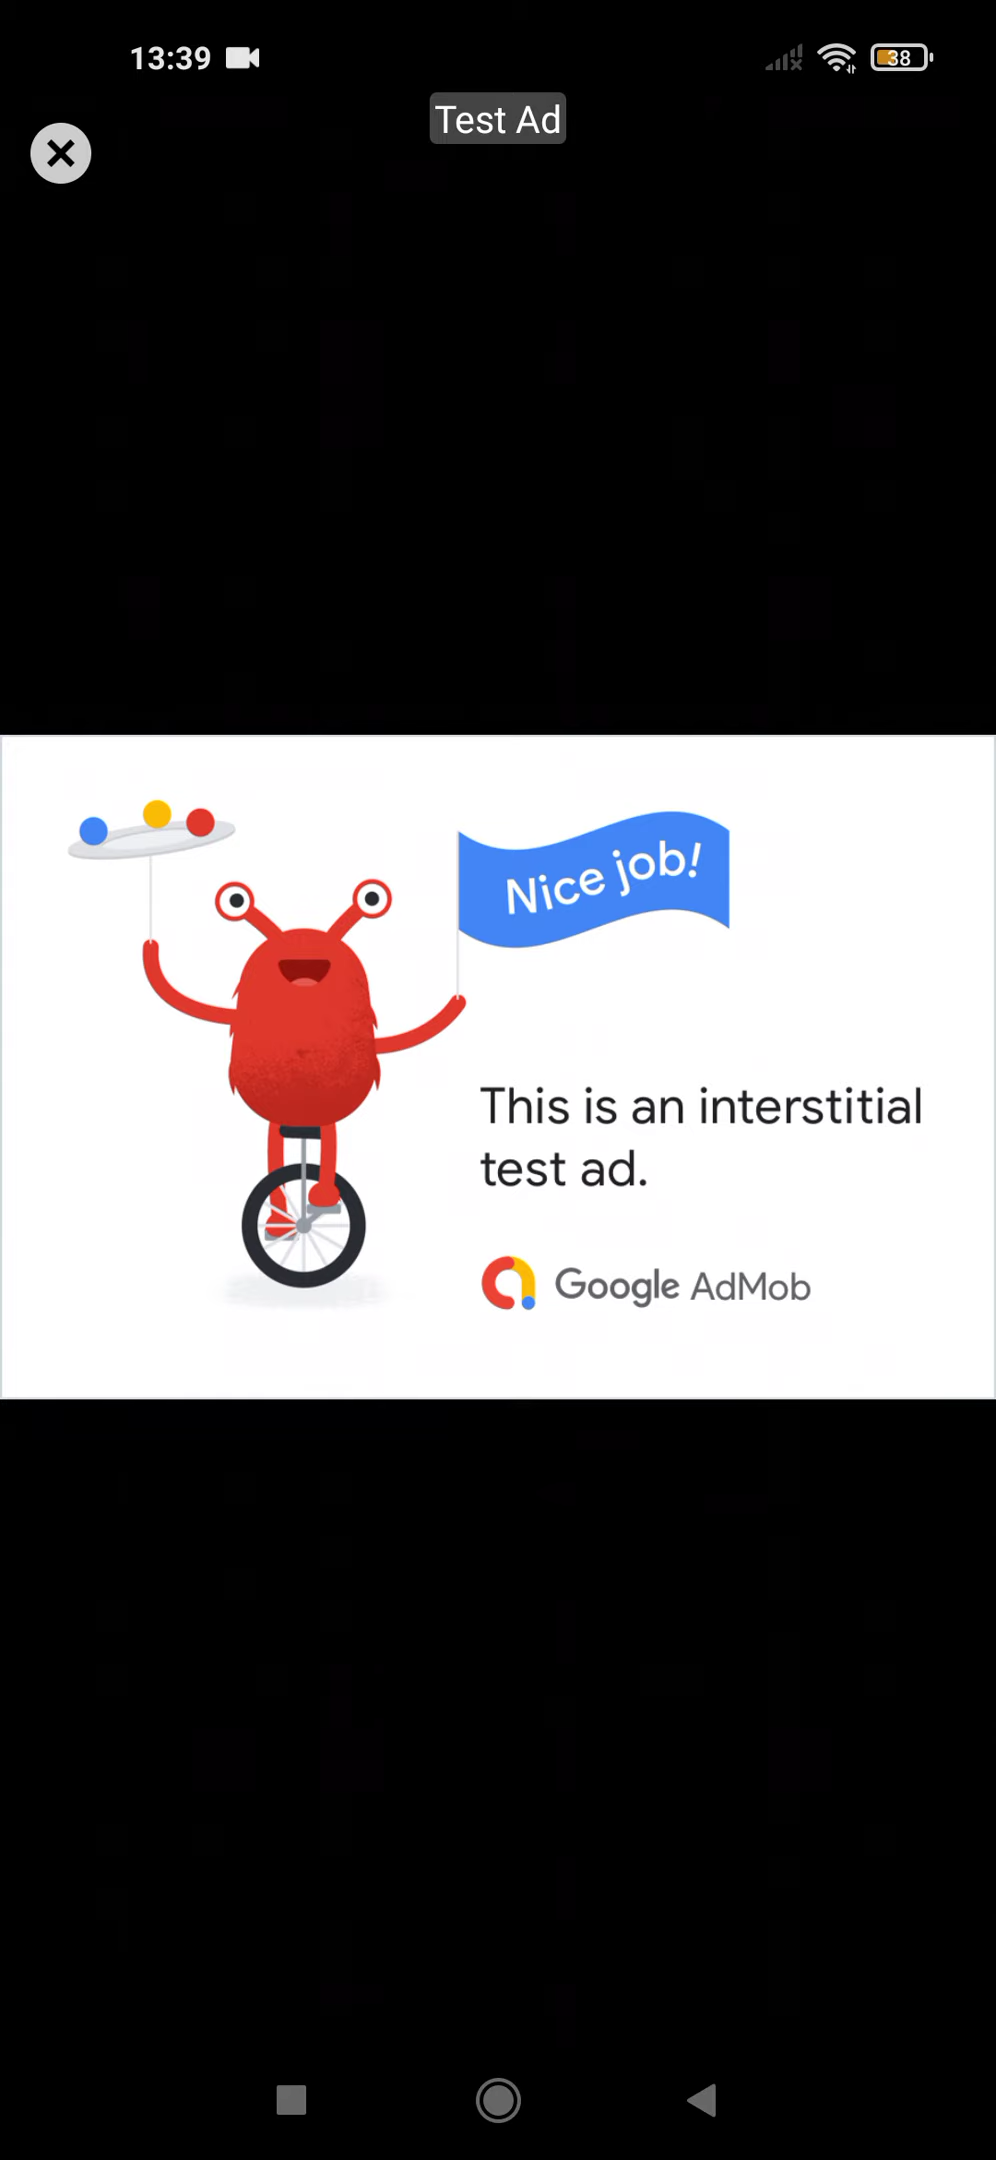 13:39
38
Test Ad
Nice job!
This is an interstitial
test ad.
Google AdMob